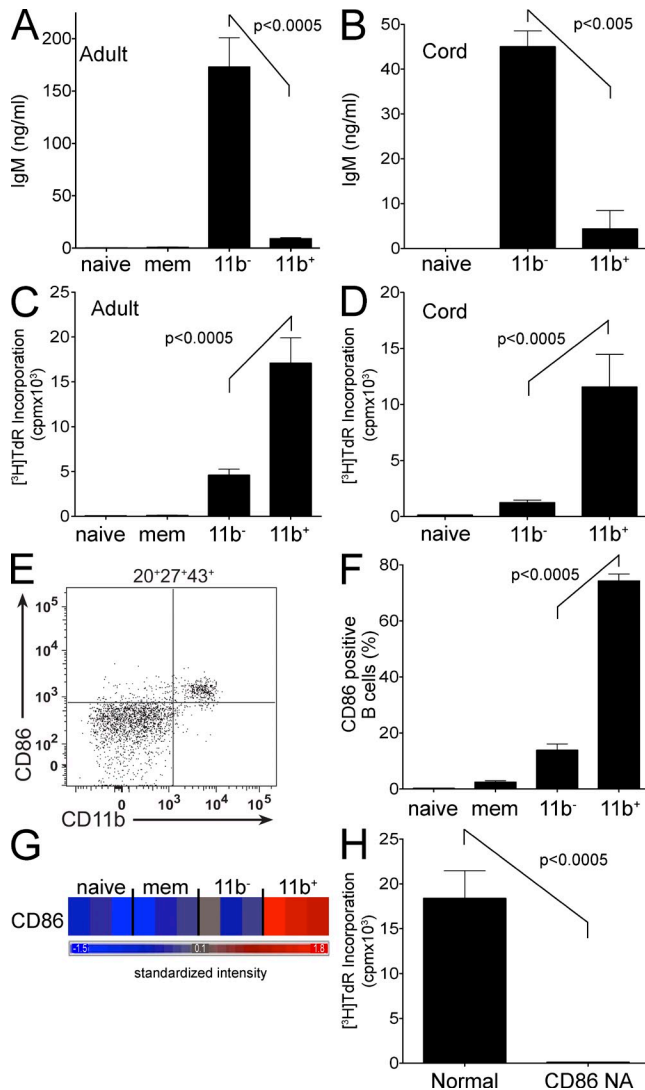 A
Adult
p<0.0005
IgM (ng/ml)
200
150
100
50
0
naive mem 11b- 11b+
B
Cord
p<0.005
IgM (ng/ml)
50
40
30
20
10
0
naive 11b- 11b+
C
Adult
p<0.0005
[³H]TdR Incorporation
(cpmx10³)
25
20
15
10
5
0
naive mem 11b- 11b+
D
Cord
p<0.0005
[³H]TdR Incorporation
(cpmx10³)
20
15
10
5
0
naive 11b- 11b+
E
20⁺27⁺43⁺
CD86
10⁵
10⁴
10³
10²
0
0 10³ 10⁴ 10⁵
CD11b
F
p<0.0005
CD86 positive
B cells (%)
80
60
40
20
0
naive mem 11b- 11b+
G
naive mem 11b- 11b+
CD86
-1.5 0.1 1.8
standardized intensity
H
p<0.0005
[³H]TdR Incorporation
(cpmx10³)
25
20
15
10
5
0
Normal CD86 NA